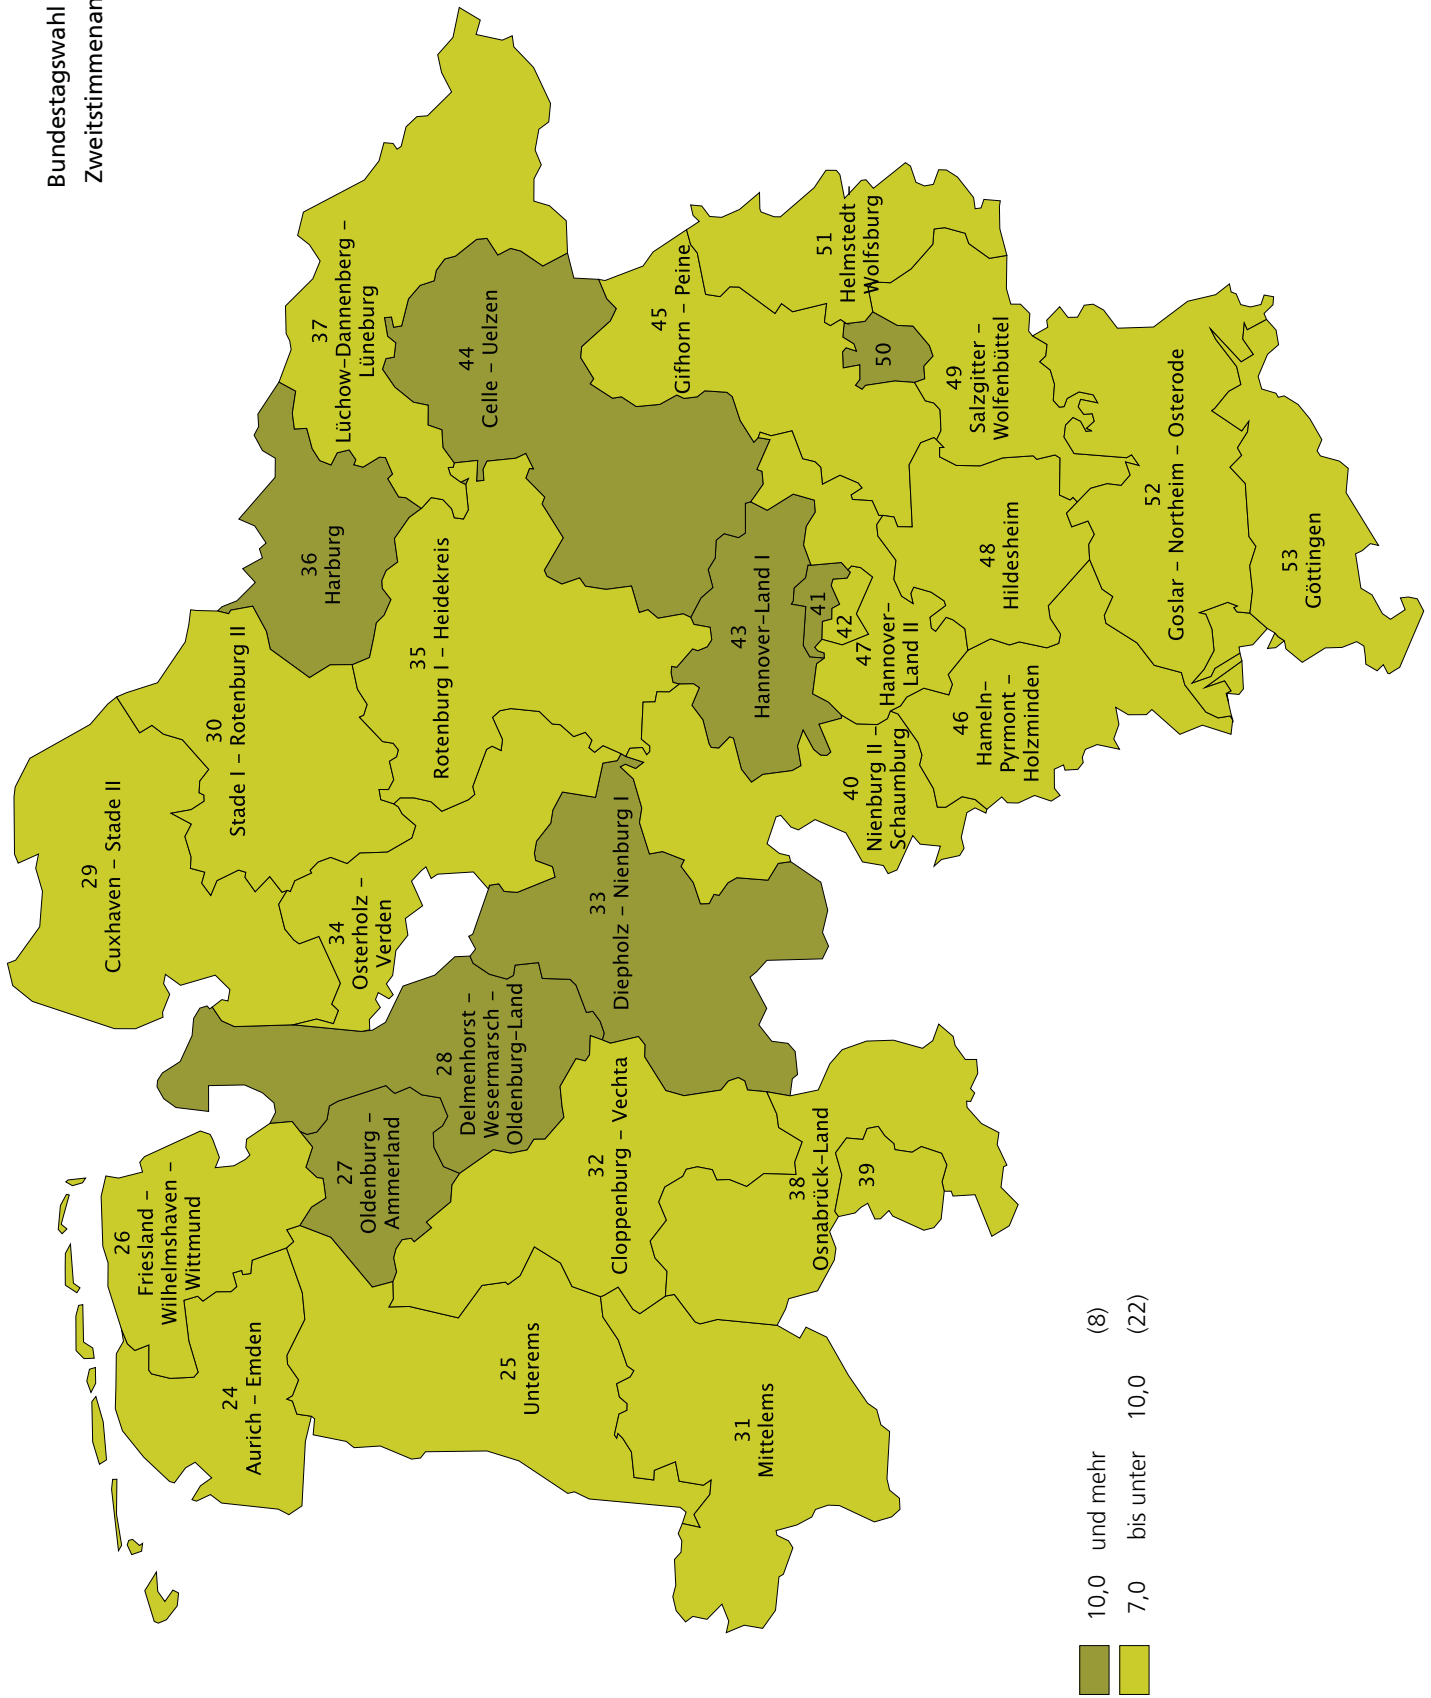 Bundestagswahl
Zweitstimmenan
24
Aurich – Emden
25
Unterems
26
Friesland –
Wilhelmshaven –
Wittmund
27
Oldenburg –
Ammerland
28
Delmenhorst –
Wesermarsch –
Oldenburg–Land
29
Cuxhaven – Stade II
30
Stade I – Rotenburg II
31
Mittelems
32
Cloppenburg – Vechta
33
Diepholz – Nienburg I
34
Osterholz –
Verden
35
Rotenburg I – Heidekreis
36
Harburg
37
Lüchow–Dannenberg –
Lüneburg
38
Osnabrück–Land
39
40
Nienburg II –
Schaumburg
41
42
43
Hannover–Land I
44
Celle – Uelzen
45
Gifhorn – Peine
46
Hameln–
Pyrmont –
Holzminden
47
Hannover–
Land II
48
Hildesheim
49
Salzgitter –
Wolfenbüttel
50
51
Helmstedt –
Wolfsburg
52
Goslar – Northeim – Osterode
53
Göttingen
10,0 und mehr (8)
7,0 bis unter 10,0 (22)